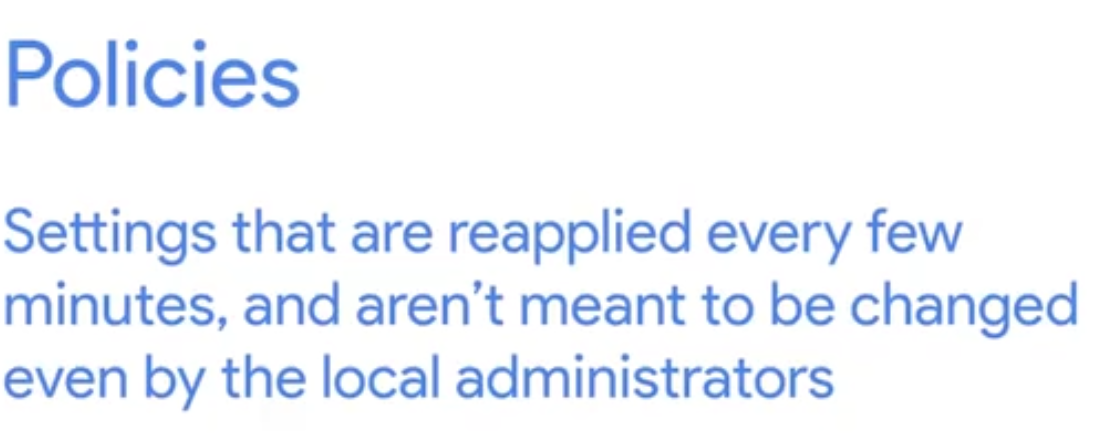 Policies
Settings that are reapplied every few
minutes, and aren’t meant to be changed
even by the local administrators